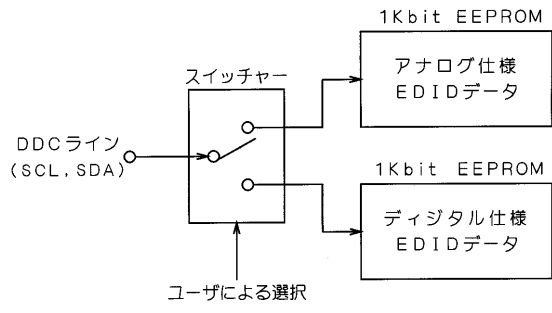 1Kbit EEPROM
アナログ仕様
EDIDデータ
スイッチャー
DDCライン
(SCL,SDA)
1Kbit EEPROM
ディジタル仕様
EDIDデータ
ユーザによる選択